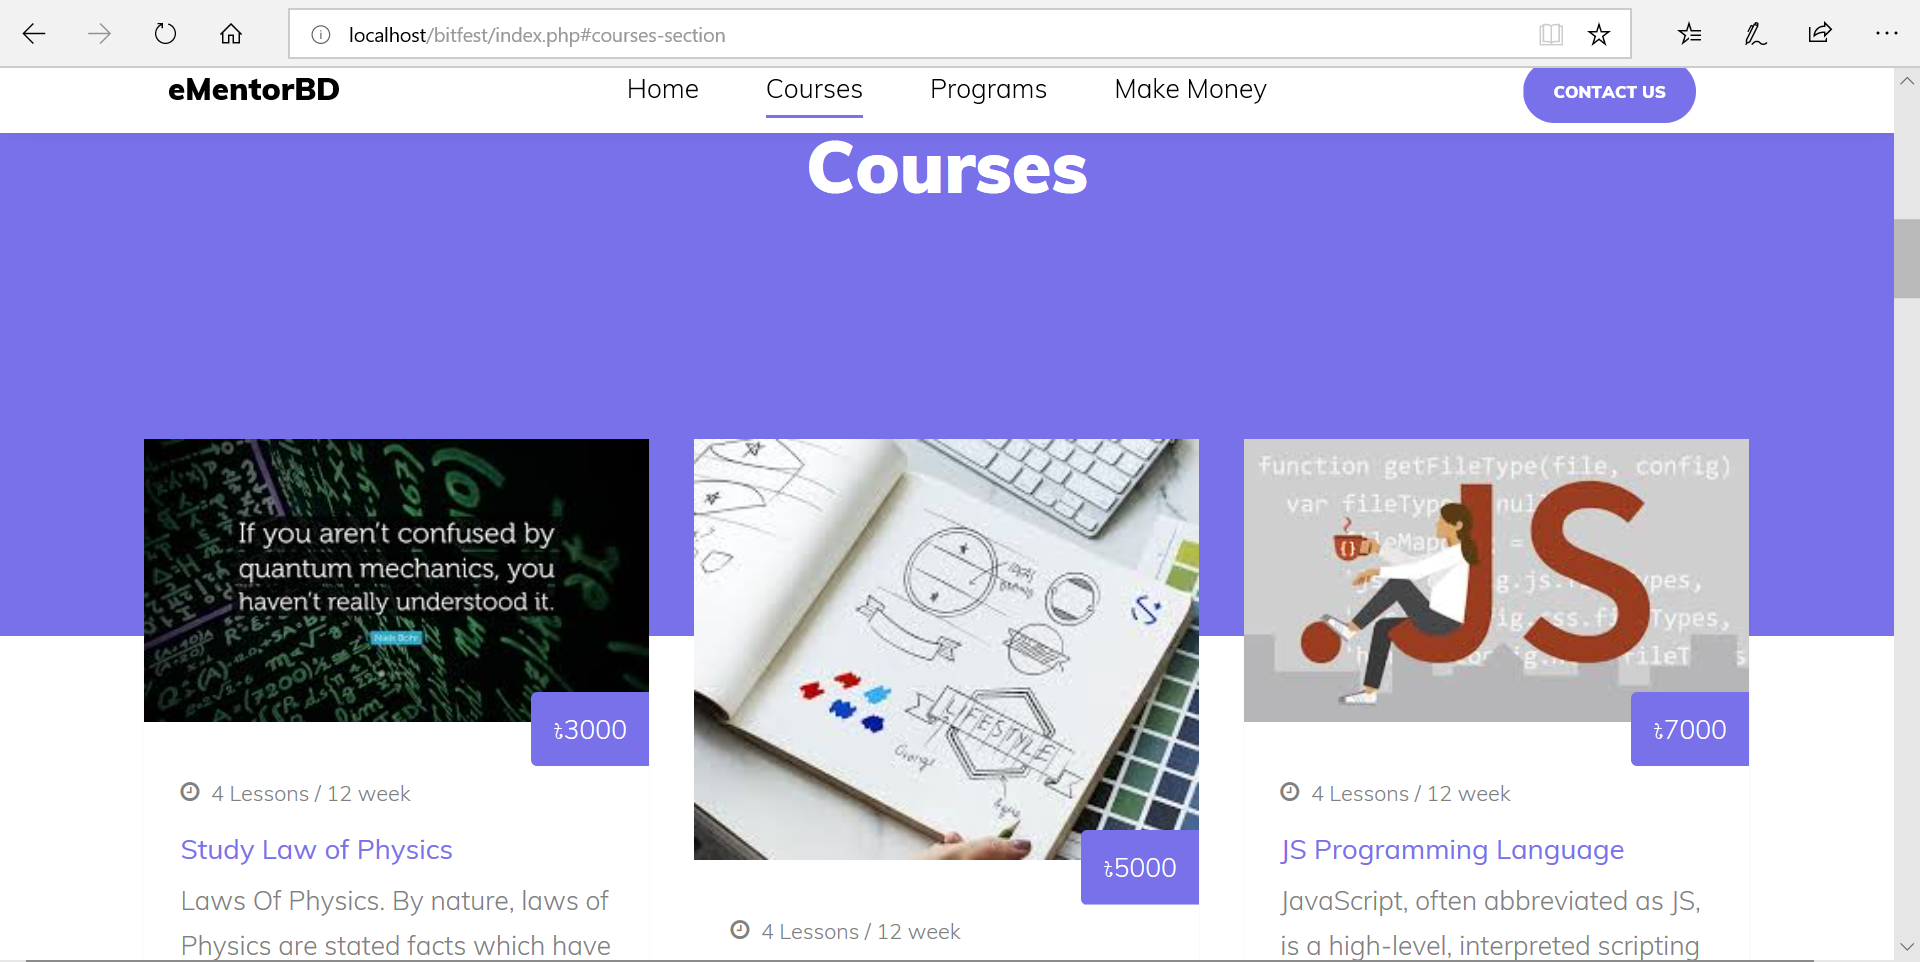 localhost/bitfest/index.php#courses-section
eMentorBD
Home
Courses
Programs
Make Money
CONTACT US
Courses
If you aren't confused by
quantum mechanics, you
haven't really understood it.
Niels Bohr
৳3000
4 Lessons / 12 week
Study Law of Physics
Laws Of Physics. By nature, laws of
Physics are stated facts which have
LIFESTYLE
Orange
৳5000
4 Lessons / 12 week
function getFileType(file, config)
var fileType
JS
৳7000
4 Lessons / 12 week
JS Programming Language
JavaScript, often abbreviated as JS,
is a high-level, interpreted scripting